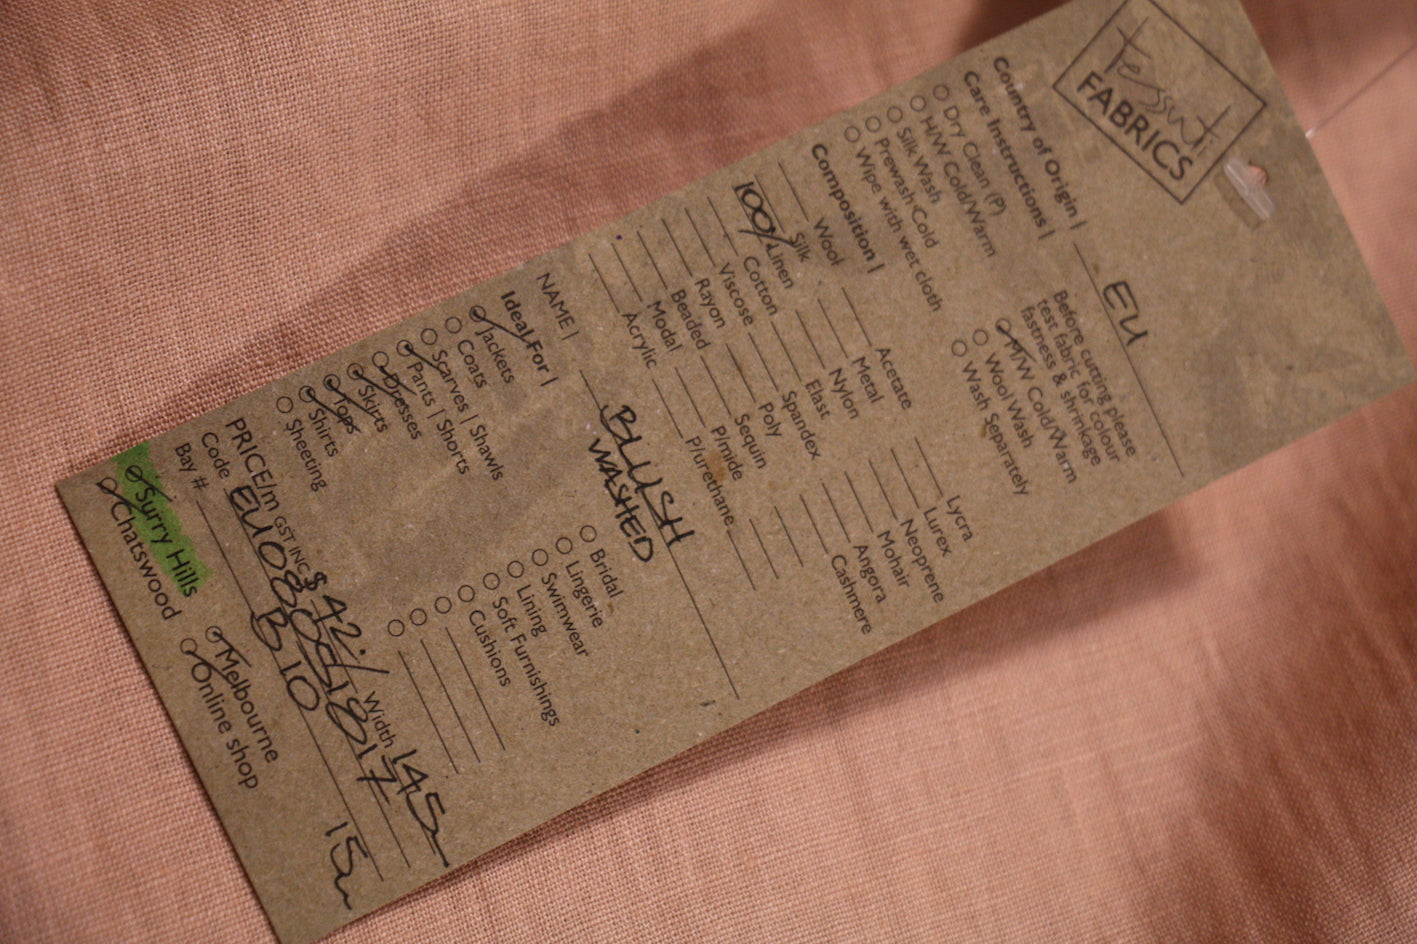 tessuti
FABRICS
Country of Origin | EU
Care Instructions | Before cutting please
test fabric for colour
fastness & shrinkage
Dry Clean (P) H/W Cold/Warm
H/W Cold/Warm M/W Cold/Warm
Silk Wash Wool Wash
Prewash Cold Wash Separately
Wipe with wet cloth
Composition |
Wool Acetate Lycra
Silk Metal Lurex
100% Linen Nylon Neoprene
Cotton Elast Mohair
Viscose Spandex Angora
Rayon Poly Cashmere
Beaded Sequin
Modal P/mide
Acrylic P/urethane
NAME | BLUSH
WASHED
Ideal For |
Jackets Bridal
Coats Lingerie
Scarves | Shawls Swimwear
Pants | Shorts Lining
Dresses Soft Furnishings
Skirts Cushions
Tops
Shirts
Sheeting
PRICE/m GST INC $42./ Width 145
Code
Bay # B10 15m
Surry Hills Melbourne
Chatswood Online shop